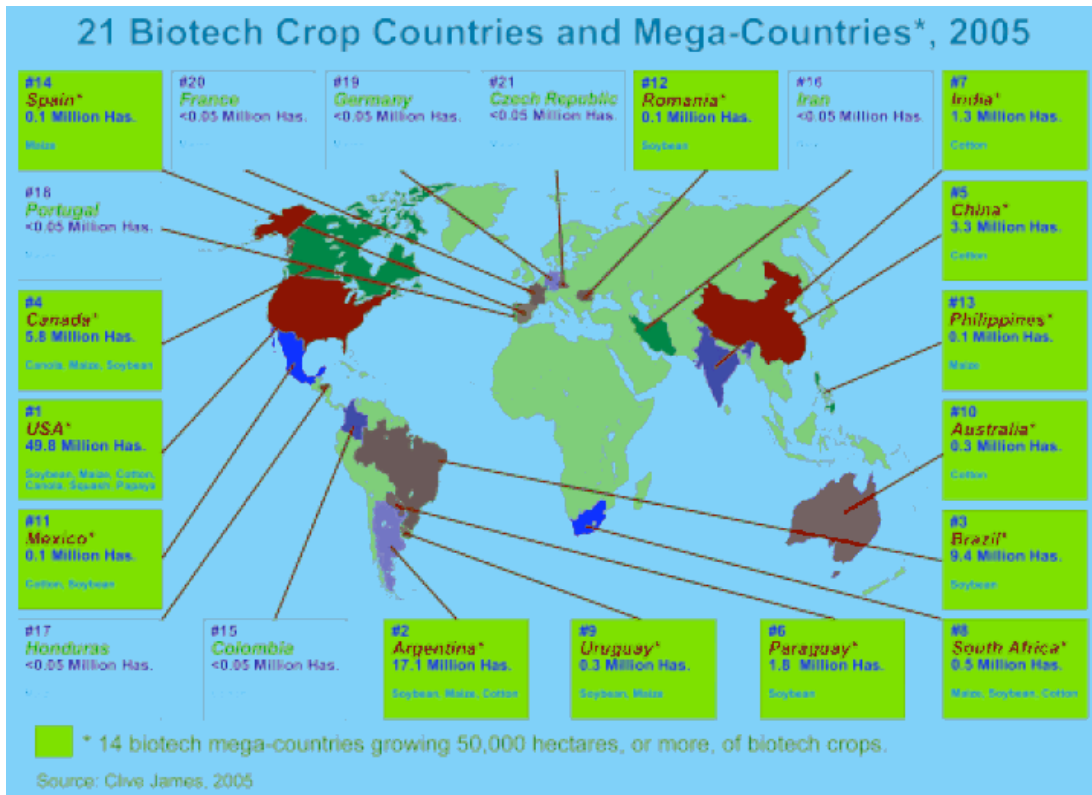 21 Biotech Crop Countries and Mega-Countries*, 2005
#14
Spain*
0.1 Million Has.
Maize
#20
France
<0.05 Million Has.
#19
Germany
<0.05 Million Has.
#21
Czech Republic
<0.05 Million Has.
#12
Romania*
0.1 Million Has.
Soybean
#16
Iran
<0.05 Million Has.
#7
India*
1.3 Million Has.
Cotton
#18
Portugal
<0.05 Million Has.
#5
China*
3.3 Million Has.
Cotton
#4
Canada*
5.8 Million Has.
Canola, Maize, Soybean
#13
Philippines*
0.1 Million Has.
Maize
#1
USA*
49.8 Million Has.
Soybean, Maize, Cotton,
Canola, Squash, Papaya
#10
Australia*
0.3 Million Has.
Cotton
#11
Mexico*
0.1 Million Has.
Cotton, Soybean
#3
Brazil*
9.4 Million Has.
Soybean
#17
Honduras
<0.05 Million Has.
#15
Colombia
<0.05 Million Has.
#2
Argentina*
17.1 Million Has.
Soybean, Maize, Cotton
#9
Uruguay*
0.3 Million Has.
Soybean, Maize
#6
Paraguay*
1.8 Million Has.
Soybean
#8
South Africa*
0.5 Million Has.
Maize, Soybean, Cotton
* 14 biotech mega-countries growing 50,000 hectares, or more, of biotech crops.
Source: Clive James, 2005